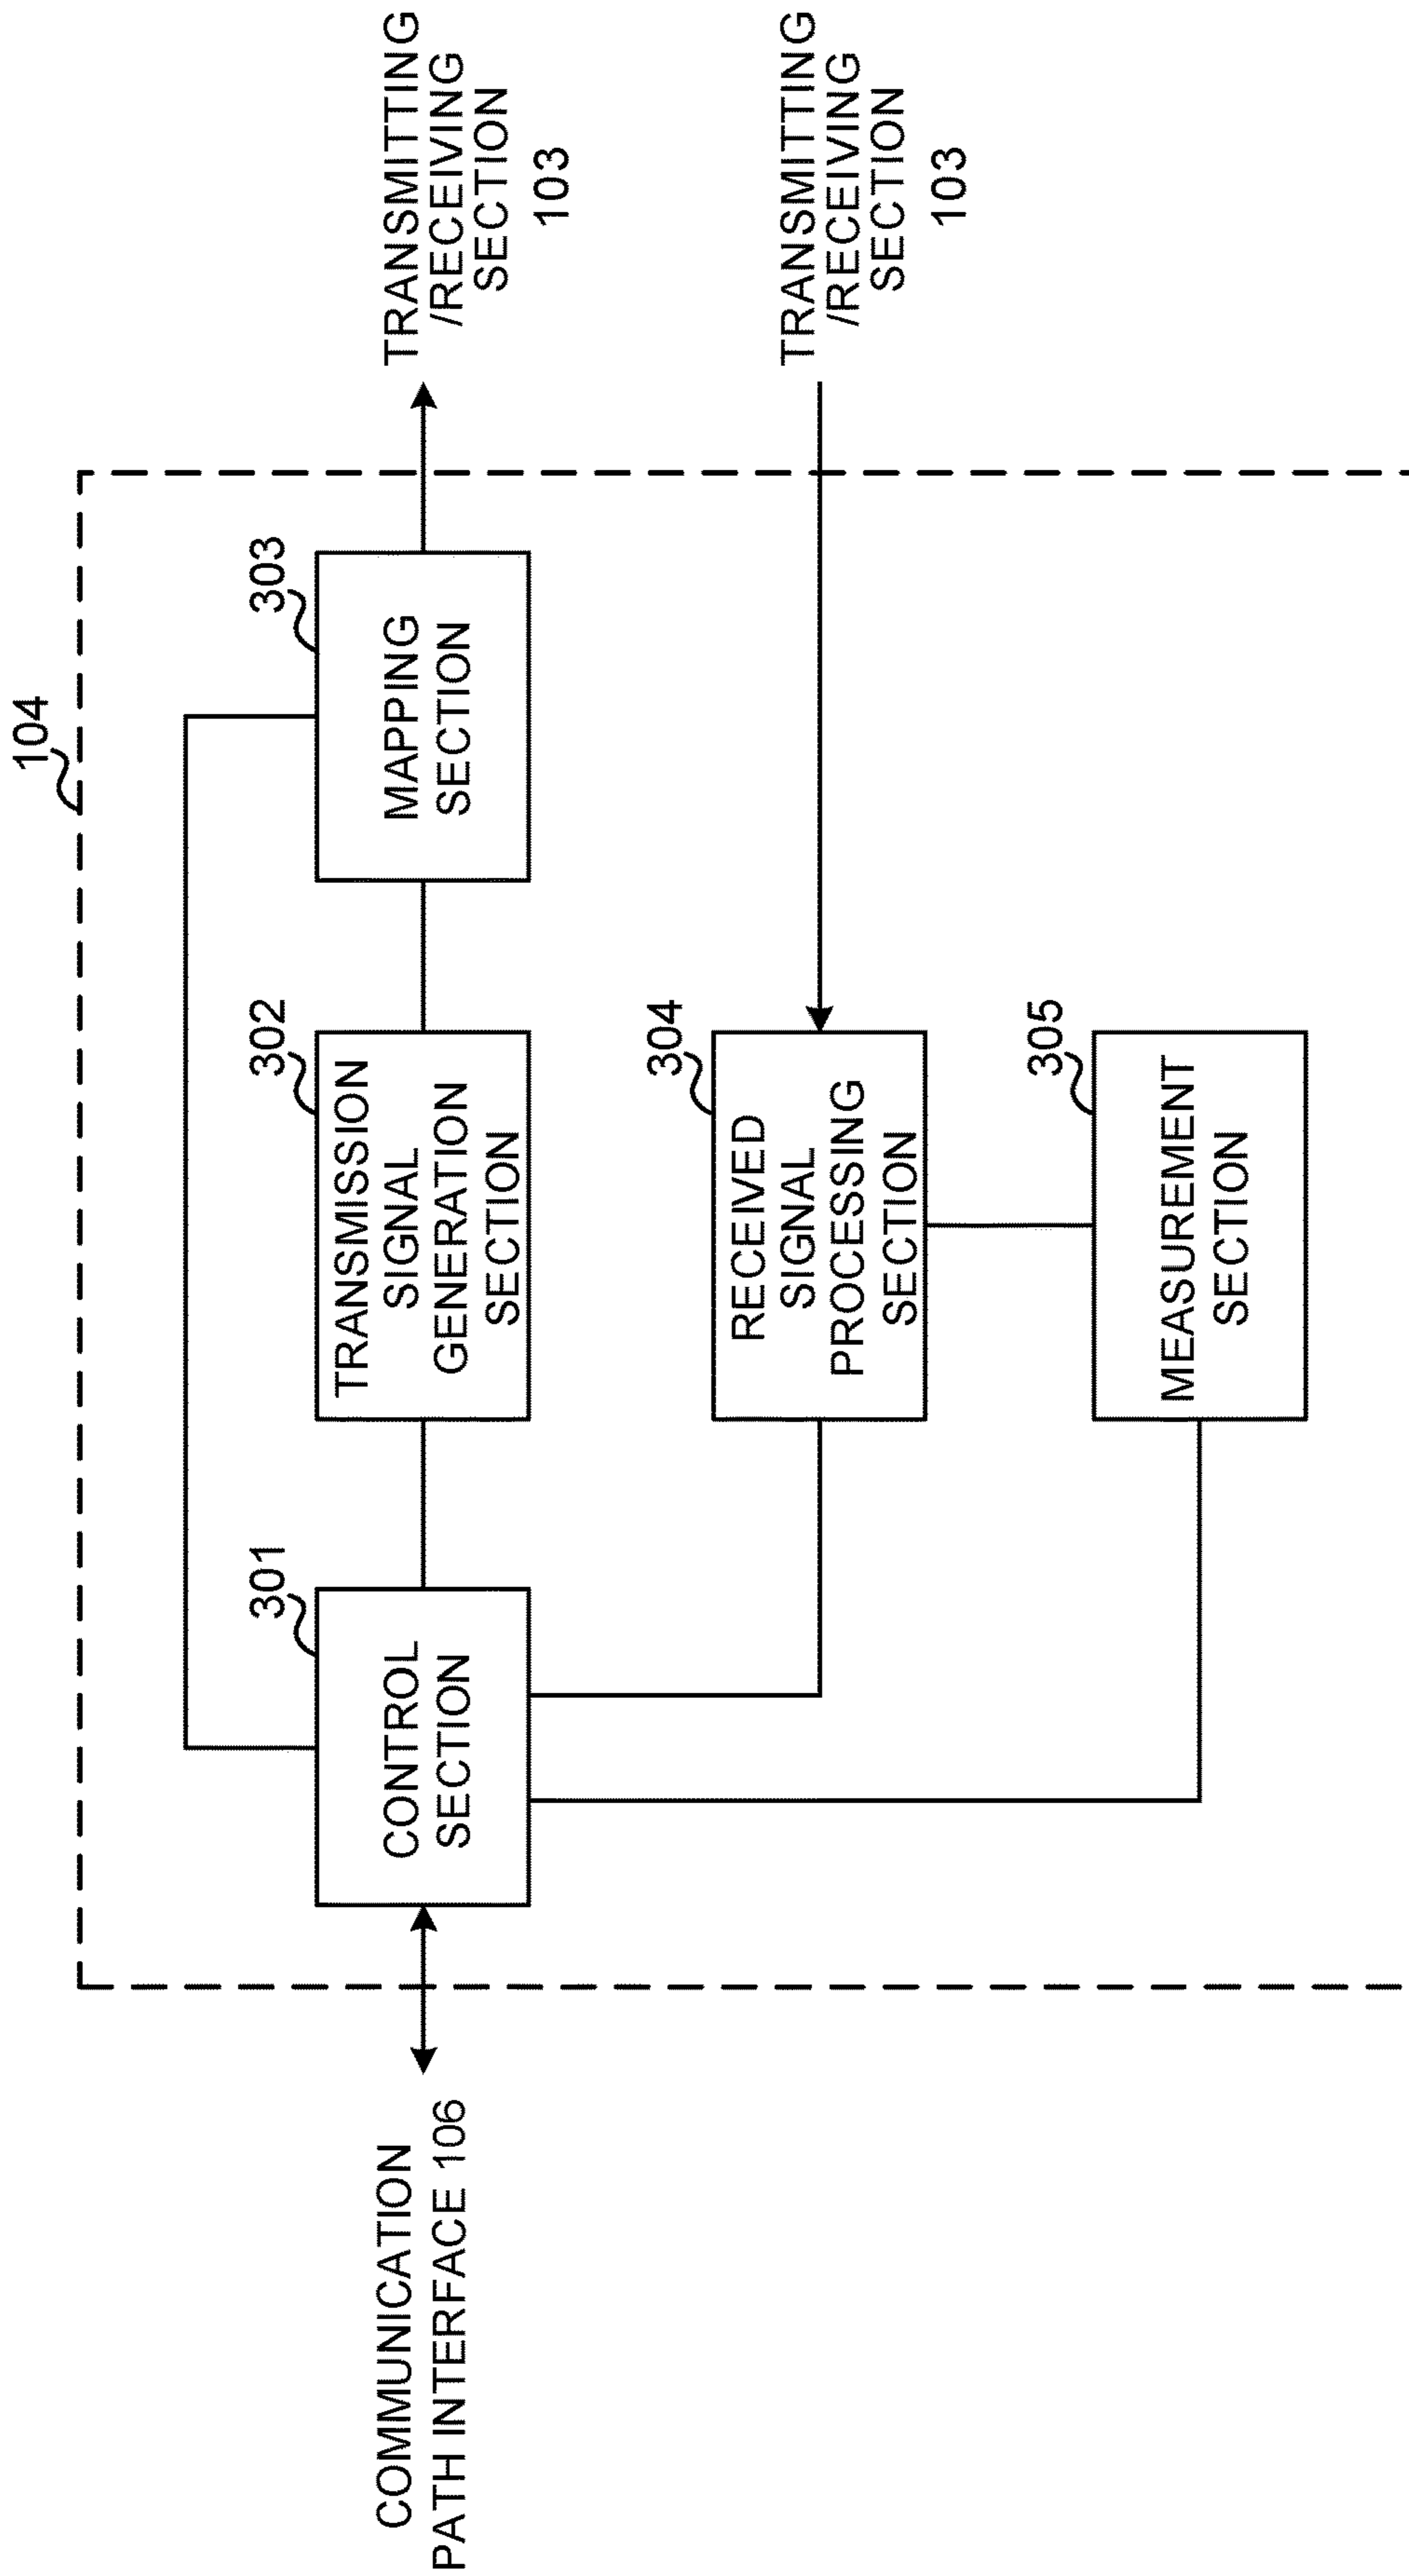 104
COMMUNICATION
PATH INTERFACE 106
301
CONTROL
SECTION
302
TRANSMISSION
SIGNAL
GENERATION
SECTION
303
MAPPING
SECTION
TRANSMITTING
/RECEIVING
SECTION
103
304
RECEIVED
SIGNAL
PROCESSING
SECTION
TRANSMITTING
/RECEIVING
SECTION
103
305
MEASUREMENT
SECTION